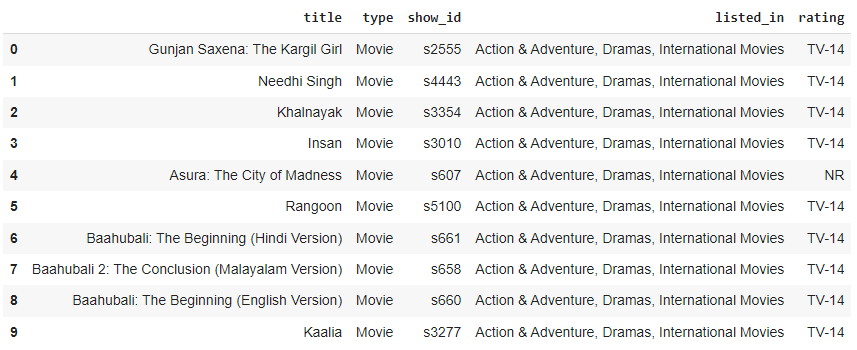 title type show_id listed_in rating
0 Gunjan Saxena: The Kargil Girl Movie s2555 Action & Adventure, Dramas, International Movies TV-14
1 Needhi Singh Movie s4443 Action & Adventure, Dramas, International Movies TV-14
2 Khalnayak Movie s3354 Action & Adventure, Dramas, International Movies TV-14
3 Insan Movie s3010 Action & Adventure, Dramas, International Movies TV-14
4 Asura: The City of Madness Movie s607 Action & Adventure, Dramas, International Movies NR
5 Rangoon Movie s5100 Action & Adventure, Dramas, International Movies TV-14
6 Baahubali: The Beginning (Hindi Version) Movie s661 Action & Adventure, Dramas, International Movies TV-14
7 Baahubali 2: The Conclusion (Malayalam Version) Movie s658 Action & Adventure, Dramas, International Movies TV-14
8 Baahubali: The Beginning (English Version) Movie s660 Action & Adventure, Dramas, International Movies TV-14
9 Kaalia Movie s3277 Action & Adventure, Dramas, International Movies TV-14